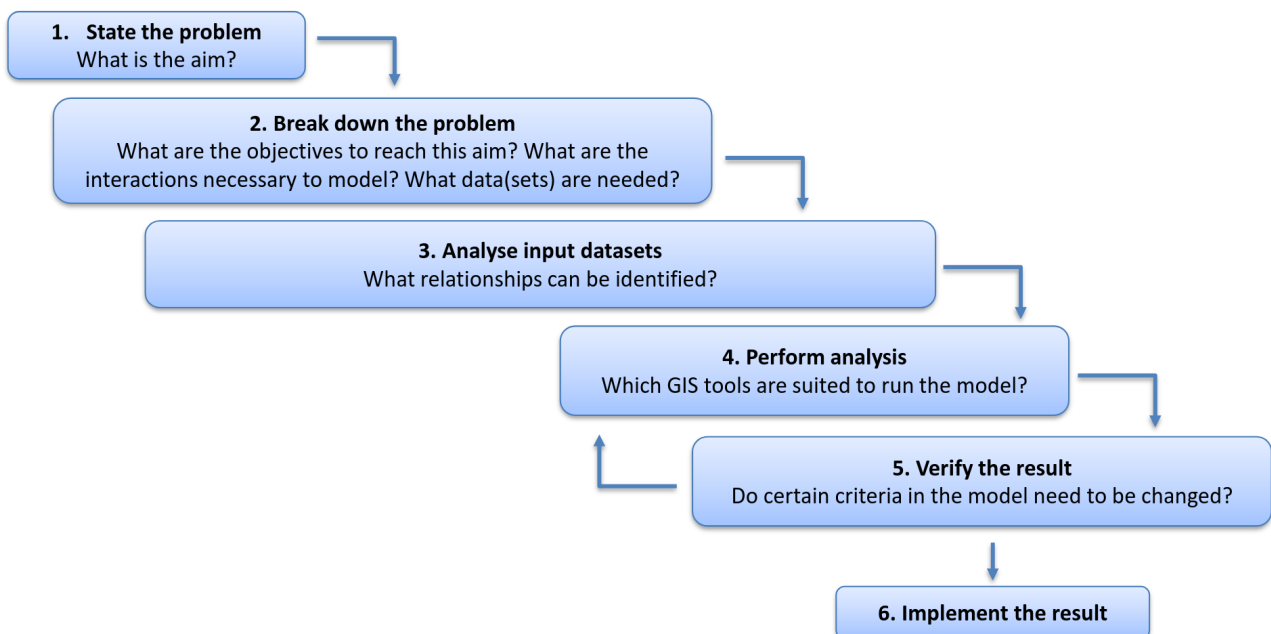 1. State the problem
What is the aim?
2. Break down the problem
What are the objectives to reach this aim? What are the
interactions necessary to model? What data(sets) are needed?
3. Analyse input datasets
What relationships can be identified?
4. Perform analysis
Which GIS tools are suited to run the model?
5. Verify the result
Do certain criteria in the model need to be changed?
6. Implement the result